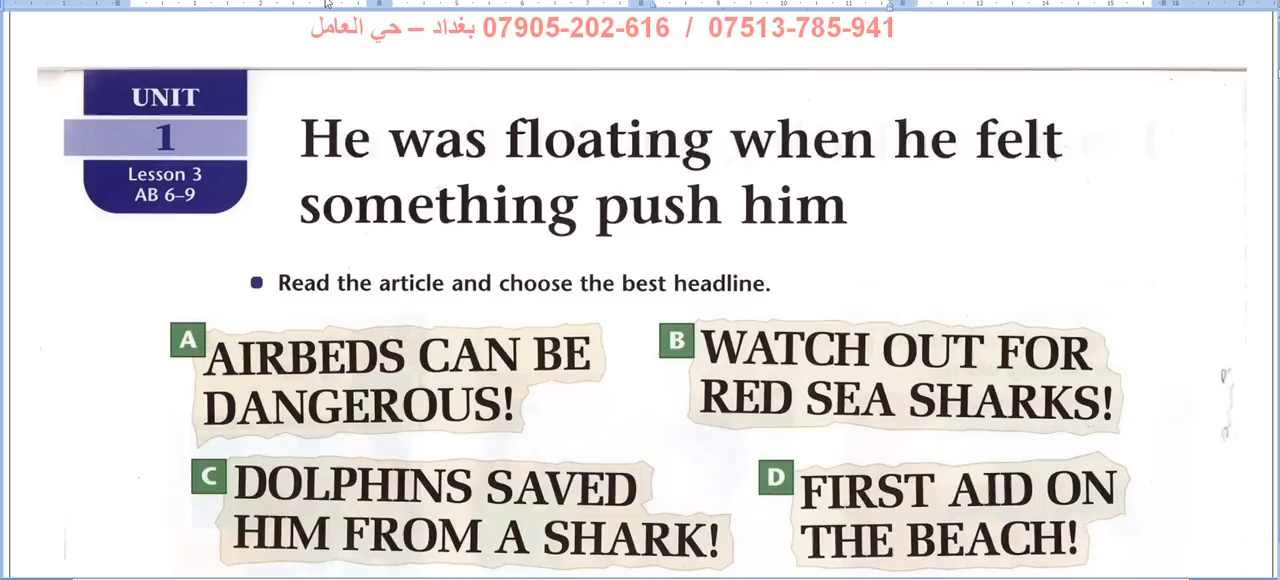 07513-785-941 / 07905-202-616 بغداد – حي العامل
UNIT
1
Lesson 3
AB 6–9
He was floating when he felt
something push him
Read the article and choose the best headline.
A
AIRBEDS CAN BE
DANGEROUS!
B
WATCH OUT FOR
RED SEA SHARKS!
C
DOLPHINS SAVED
HIM FROM A SHARK!
D
FIRST AID ON
THE BEACH!